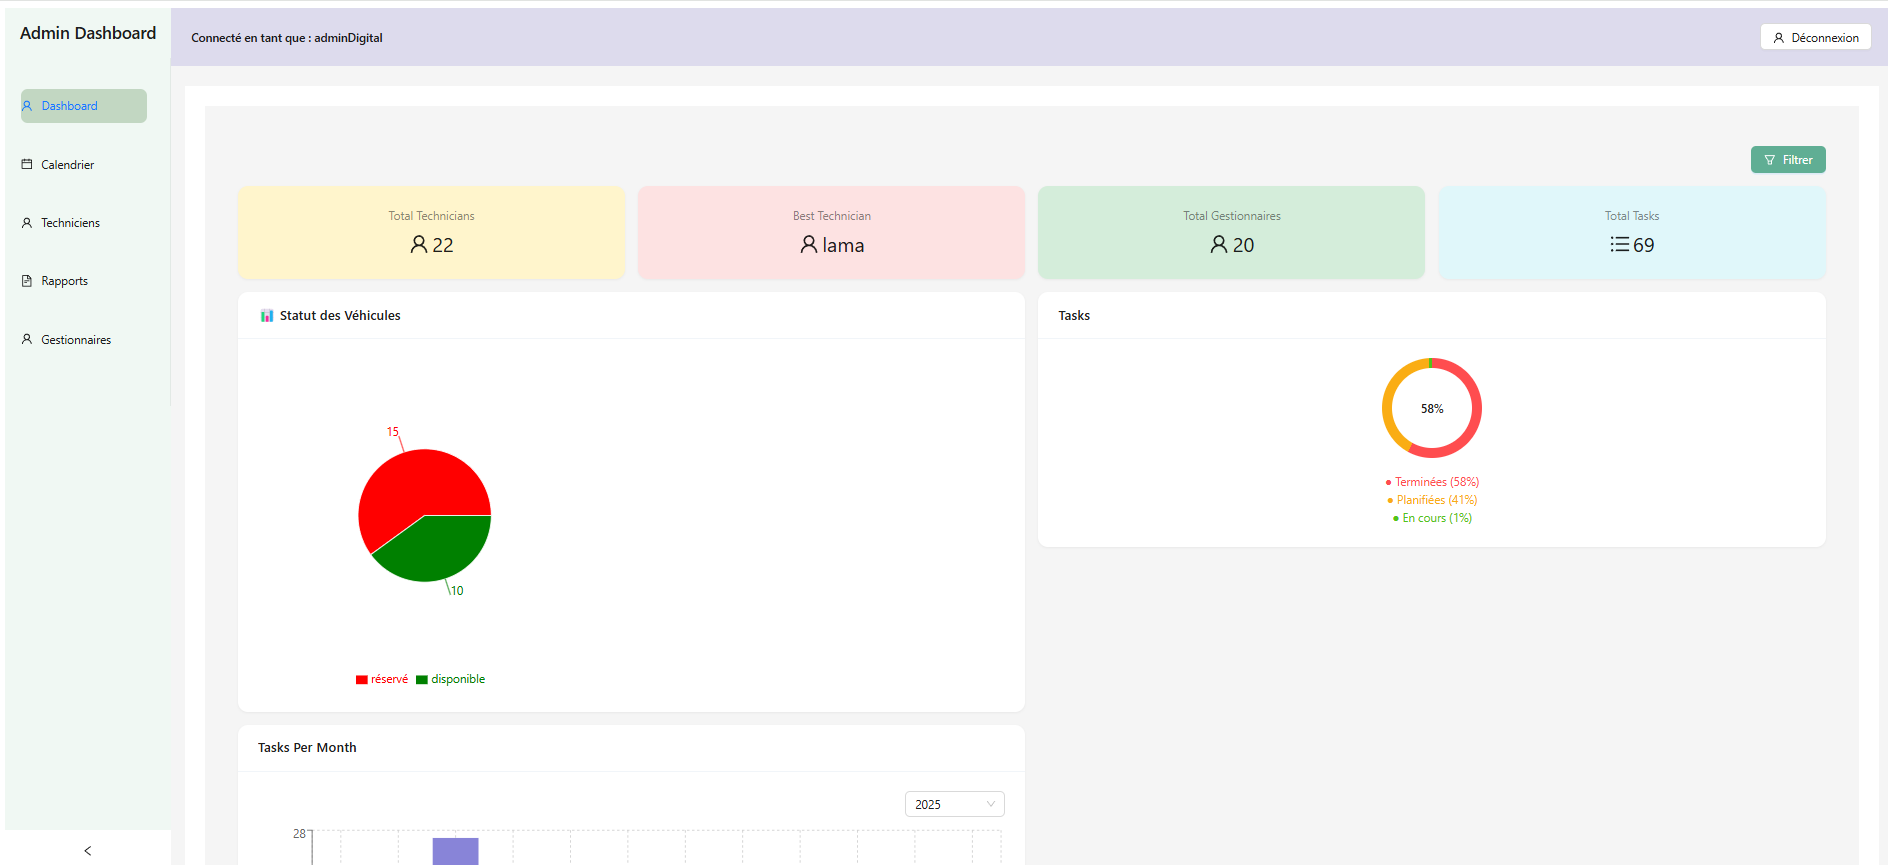 Admin Dashboard
Connecté en tant que : adminDigital
Déconnexion
Dashboard
Calendrier
Techniciens
Rapports
Gestionnaires
Filtrer
Total Technicians
22
Best Technician
lama
Total Gestionnaires
20
Total Tasks
69
Statut des Véhicules
15
10
réservé
disponible
Tasks
58%
Terminées (58%)
Planifiées (41%)
En cours (1%)
Tasks Per Month
2025
28